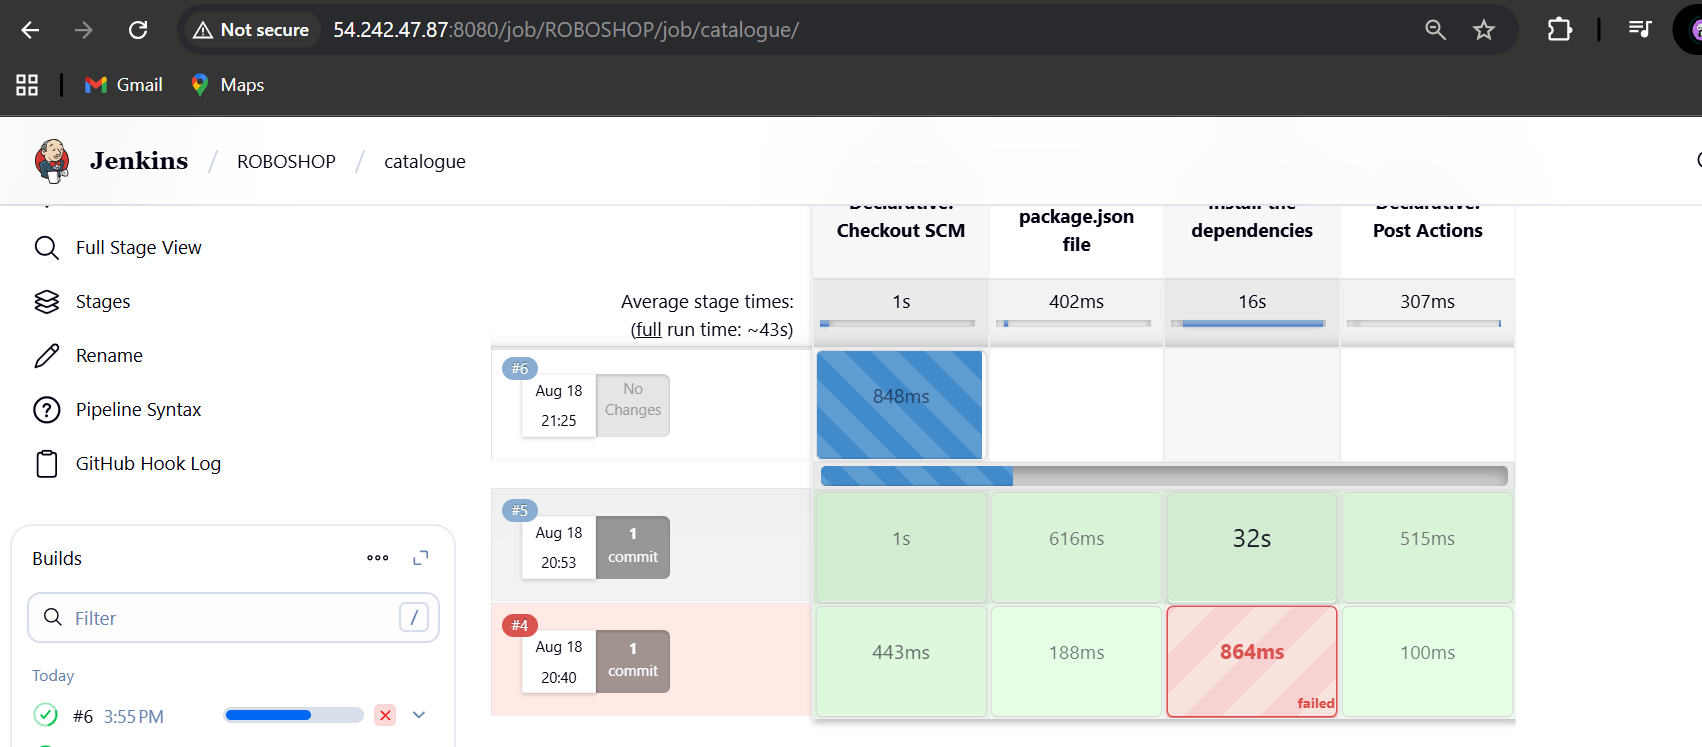 Not secure 54.242.47.87:8080/job/ROBOSHOP/job/catalogue/
Gmail Maps
Jenkins / ROBOSHOP / catalogue
Full Stage View
Stages
Rename
Pipeline Syntax
GitHub Hook Log
Builds
Filter /
Today
#6 3:55 PM
Declarative: Checkout SCM
package.json file
Install the dependencies
Declarative: Post Actions
Average stage times:
(full run time: ~43s)
1s 402ms 16s 307ms
#6
Aug 18
21:25
No Changes
848ms
#5
Aug 18
20:53
1 commit
1s 616ms 32s 515ms
#4
Aug 18
20:40
1 commit
443ms 188ms 864ms 100ms
failed